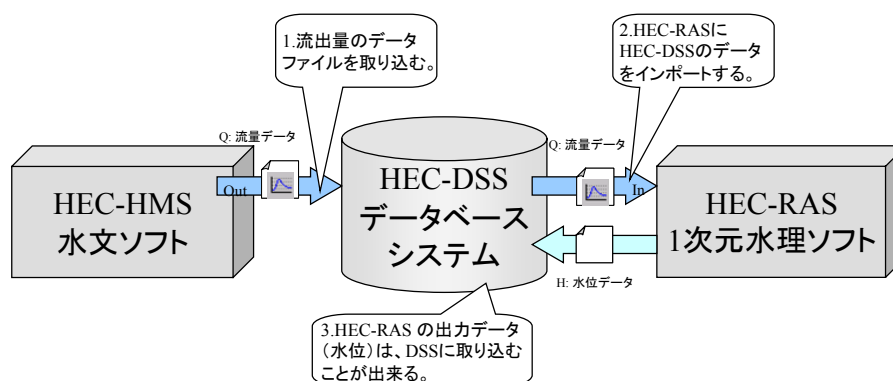 1.流出量のデータ
ファイルを取り込む。
2.HEC-RASに
HEC-DSSのデータ
をインポートする。
Q: 流量データ
Q: 流量データ
Out
In
HEC-HMS
水文ソフト
HEC-DSS
データベース
システム
HEC-RAS
1次元水理ソフト
H: 水位データ
3.HEC-RAS の出力データ
（水位）は、DSSに取り込む
ことが出来る。